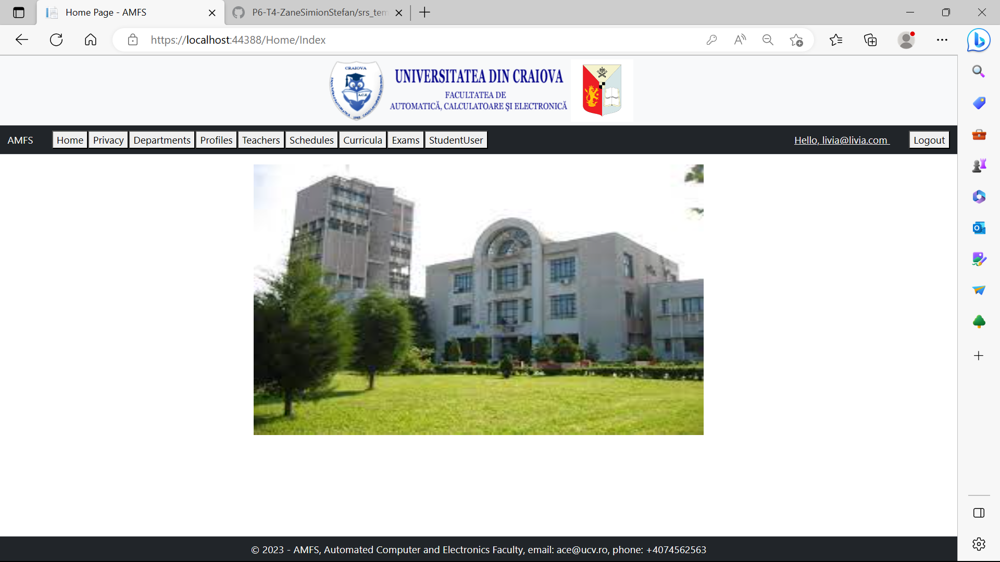 Home Page - AMFS
P6-T4-ZaneSimionStefan/srs_tem
https://localhost:44388/Home/Index
CRAIOVA
A.C.E.
UNIVERSITATEA DIN CRAIOVA
FACULTATEA DE
AUTOMATICĂ, CALCULATOARE ȘI ELECTRONICĂ
AMFS
Home
Privacy
Departments
Profiles
Teachers
Schedules
Curricula
Exams
StudentUser
Hello, livia@livia.com
Logout
© 2023 - AMFS, Automated Computer and Electronics Faculty, email: ace@ucv.ro, phone: +4074562563